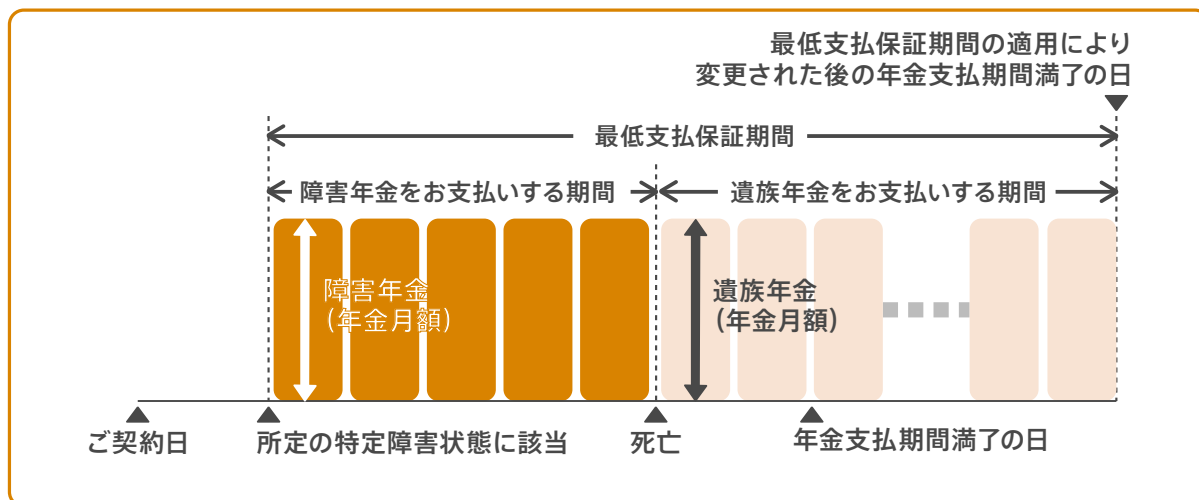 最低支払保証期間の適用により
変更された後の年金支払期間満了の日
最低支払保証期間
障害年金をお支払いする期間
遺族年金をお支払いする期間
障害年金
(年金月額)
遺族年金
(年金月額)
ご契約日
所定の特定障害状態に該当
死亡
年金支払期間満了の日